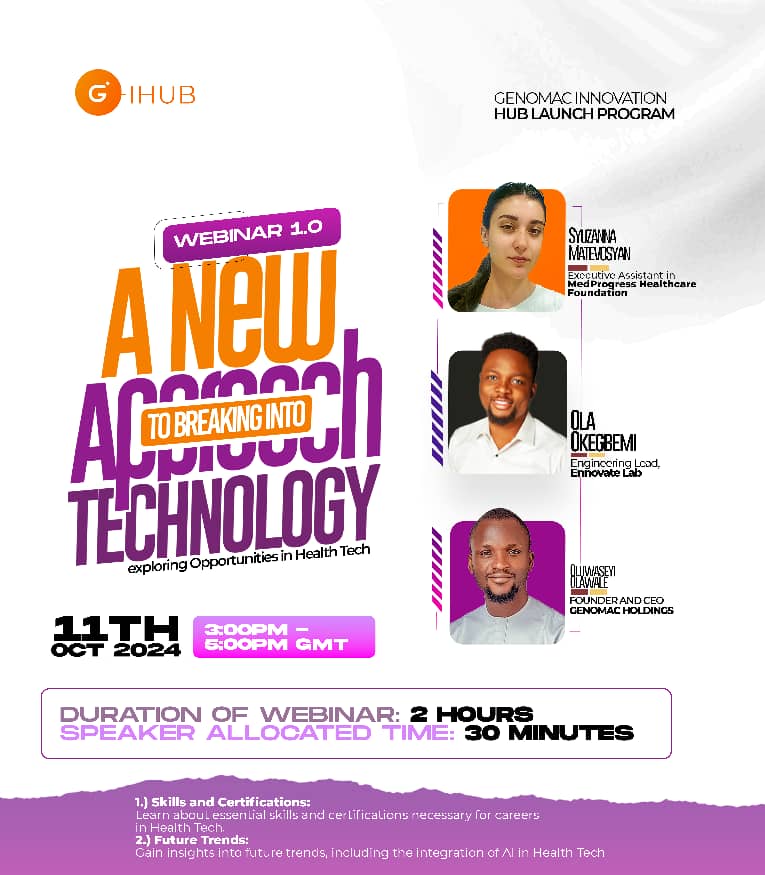 G IHUB
GENOMAC INNOVATION
HUB LAUNCH PROGRAM
WEBINAR 1.0
A New
Approach
TO BREAKING INTO
TECHNOLOGY
exploring Opportunities in Health Tech
SYUZANNA
MATEVOSYAN
Executive Assistant in
MedProgress Healthcare
Foundation
OLA
OKEGBEMI
Engineering Lead,
Ennovate Lab
OLUWASEYI
OLAWALE
FOUNDER AND CEO
GENOMAC HOLDINGS
11TH
OCT 2024
3:00PM –
5:00PM GMT
DURATION OF WEBINAR: 2 HOURS
SPEAKER ALLOCATED TIME: 30 MINUTES
1.) Skills and Certifications:
Learn about essential skills and certifications necessary for careers
in Health Tech.
2.) Future Trends:
Gain insights into future trends, including the integration of AI in Health Tech